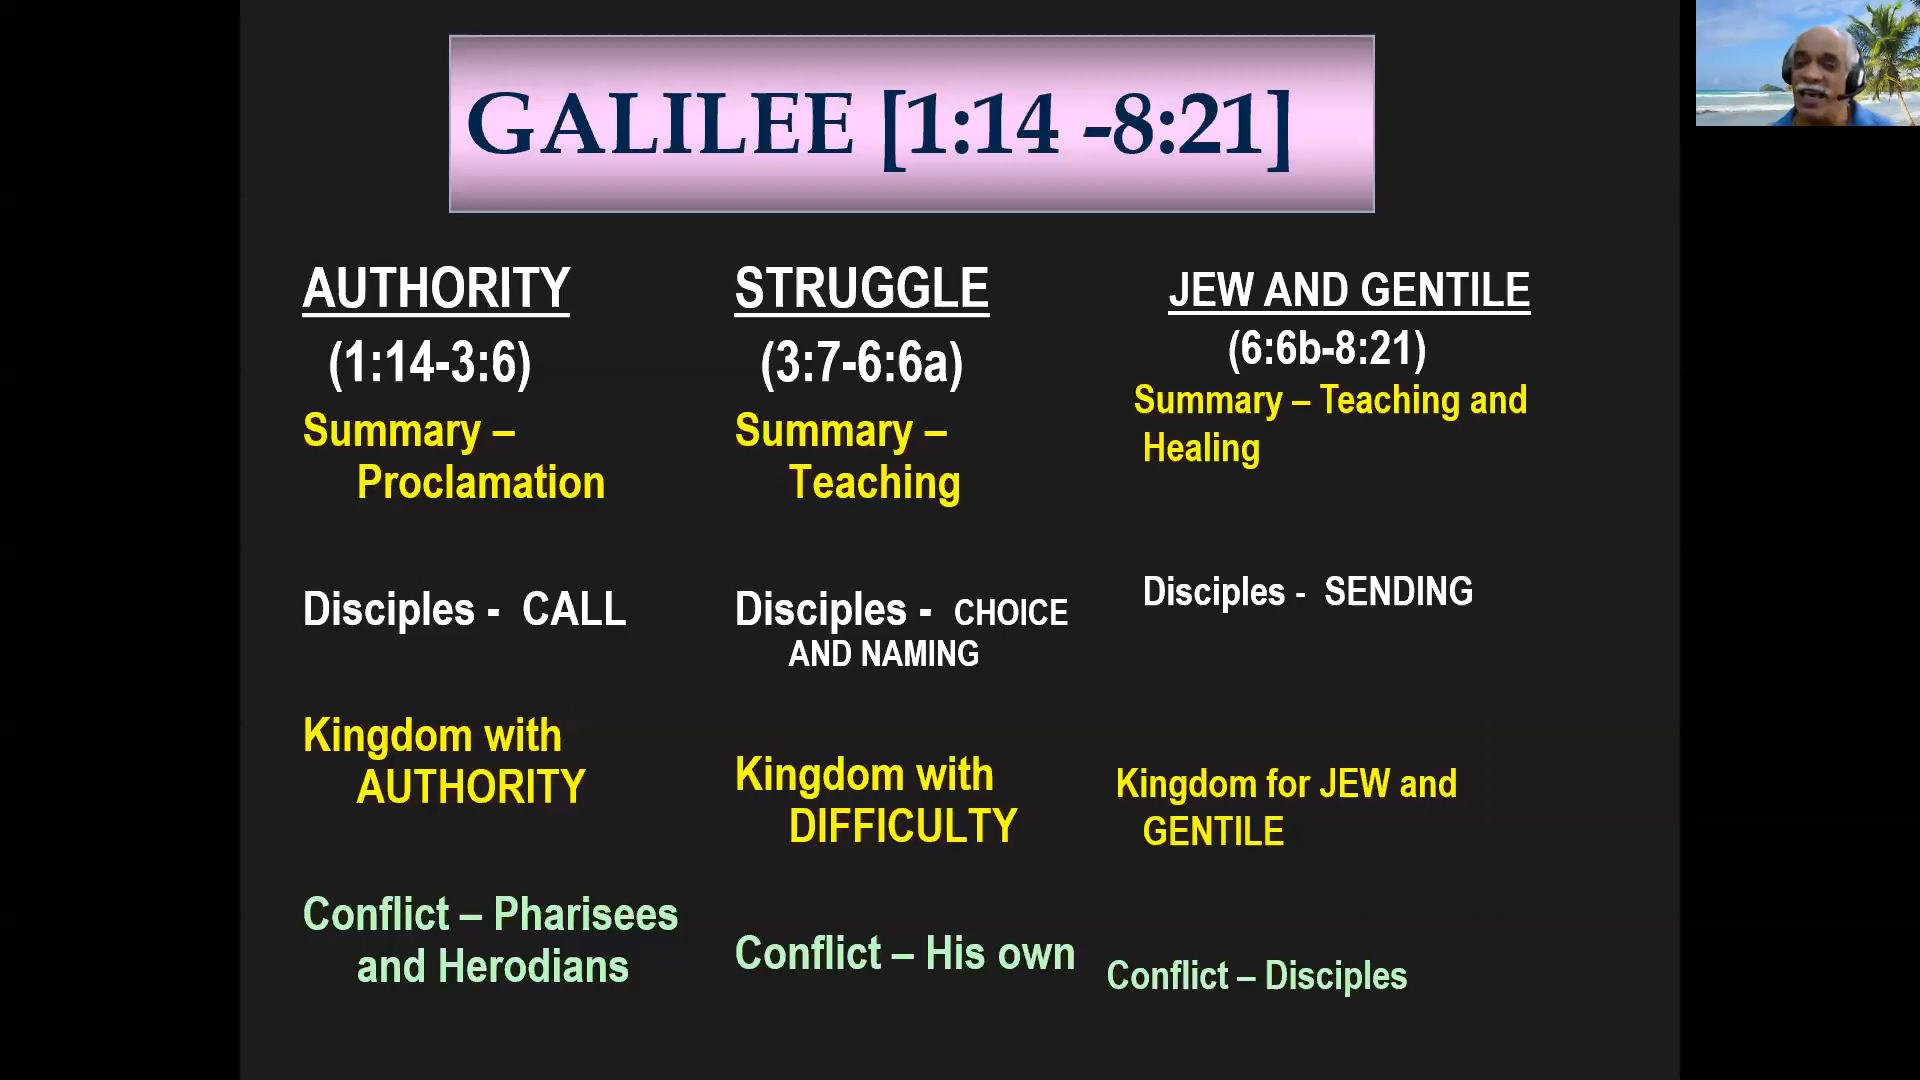 GALILEE [1:14 -8:21]
AUTHORITY
(1:14-3:6)
Summary –
Proclamation
Disciples - CALL
Kingdom with
AUTHORITY
Conflict – Pharisees
and Herodians
STRUGGLE
(3:7-6:6a)
Summary –
Teaching
Disciples - CHOICE
AND NAMING
Kingdom with
DIFFICULTY
Conflict – His own
JEW AND GENTILE
(6:6b-8:21)
Summary – Teaching and
Healing
Disciples - SENDING
Kingdom for JEW and
GENTILE
Conflict – Disciples